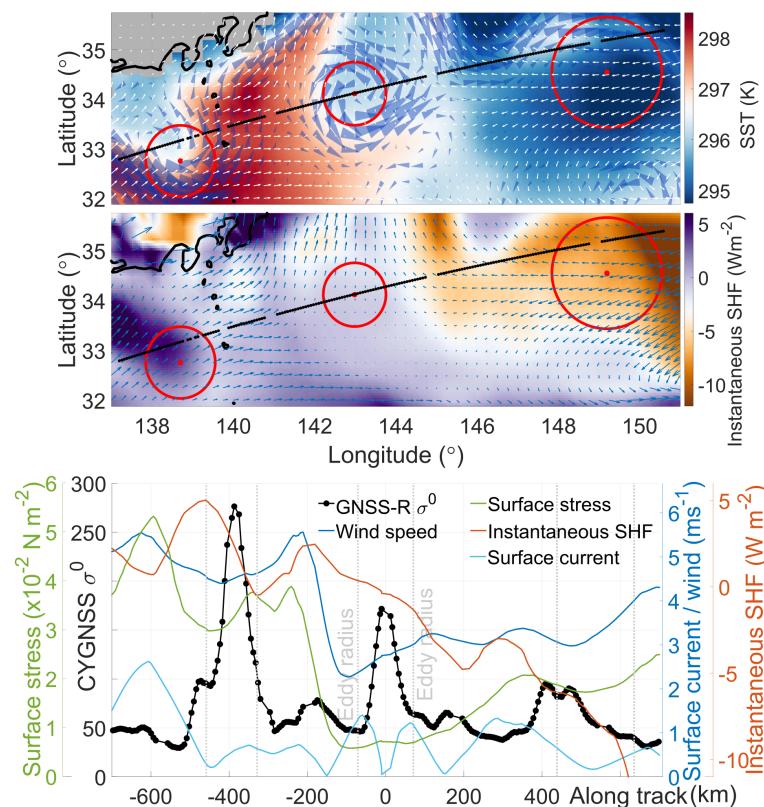 35
34
33
32
Latitude (°)
298
297
296
295
SST (K)
35
34
33
32
Latitude (°)
5
0
-5
-10
Instantaneous SHF (Wm-2)
138 140 142 144 146 148 150
Longitude (°)
6
5
4
3
2
1
0
Surface stress (x10-2 N m-2)
300
250
50
0
CYGNSS σ0
GNSS-R σ0
Wind speed
Surface stress
Instantaneous SHF
Surface current
Eddy radius
Eddy radius
6
5
4
3
2
1
0
Surface current / wind (ms-1)
5
0
-5
-10
Instantaneous SHF (W m-2)
-600 -400 -200 0 200 400 Along track (km)